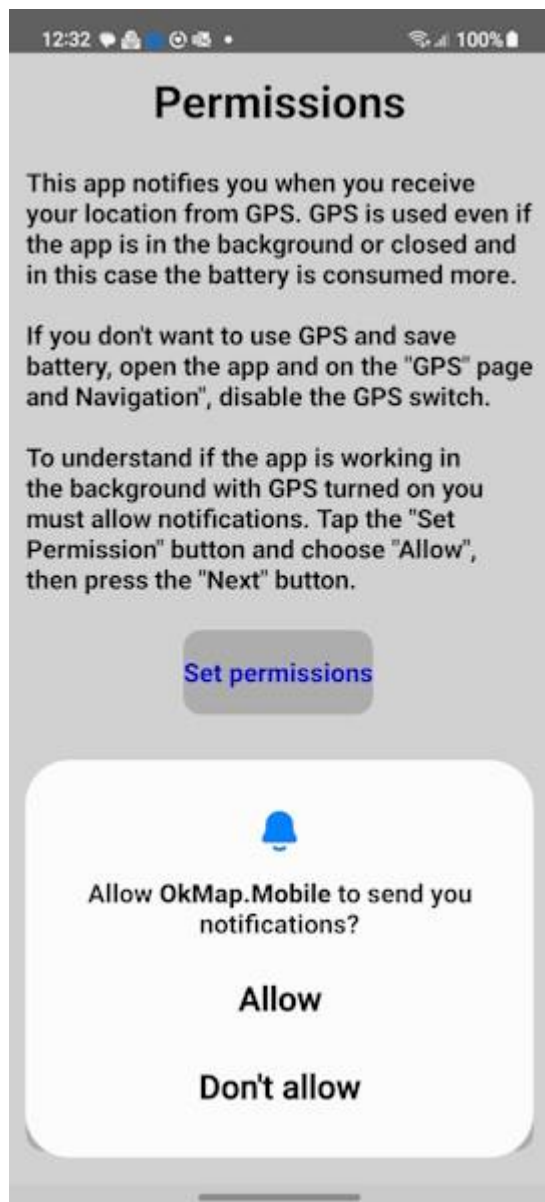 12:32
100%
Permissions
This app notifies you when you receive
your location from GPS. GPS is used even if
the app is in the background or closed and
in this case the battery is consumed more.
If you don't want to use GPS and save
battery, open the app and on the "GPS" page
and Navigation", disable the GPS switch.
To understand if the app is working in
the background with GPS turned on you
must allow notifications. Tap the "Set
Permission" button and choose "Allow",
then press the "Next" button.
Set permissions
Allow OkMap.Mobile to send you
notifications?
Allow
Don't allow